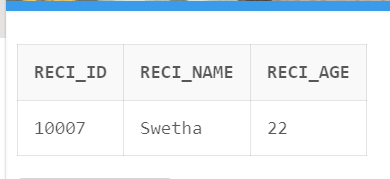 RECI_ID RECI_NAME RECI_AGE
10007 Swetha 22